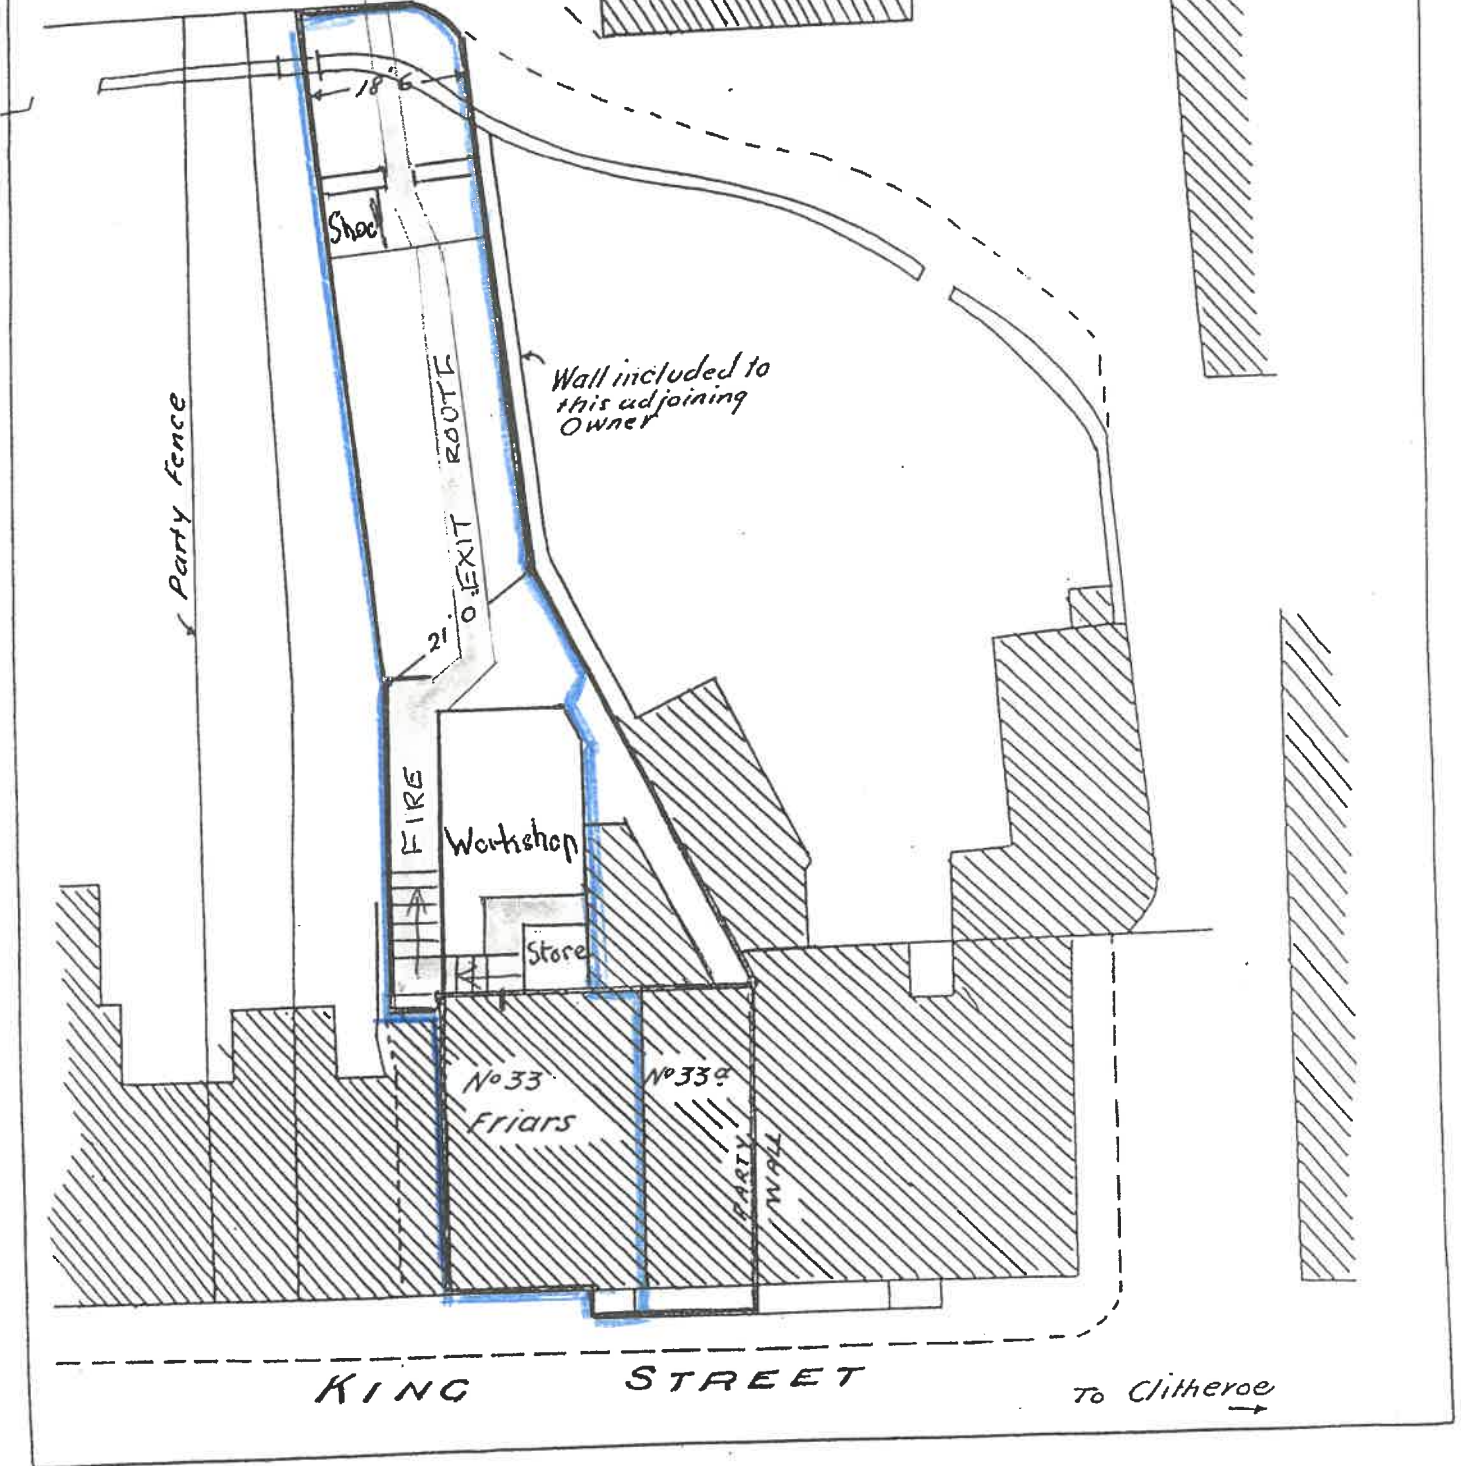 18" 6
Shed
Wall included to
this adjoining
Owner
Party Fence
FIRE EXIT ROUTE
21' 0"
Workshop
Store
No 33
Friars
No 33a
PARTY
WALL
KING STREET
To Clitheroe